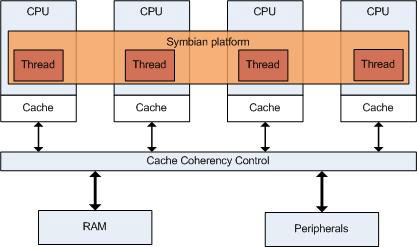 CPU CPU CPU CPU
Symbian platform
Thread Thread Thread Thread
Cache Cache Cache Cache
Cache Coherency Control
RAM Peripherals